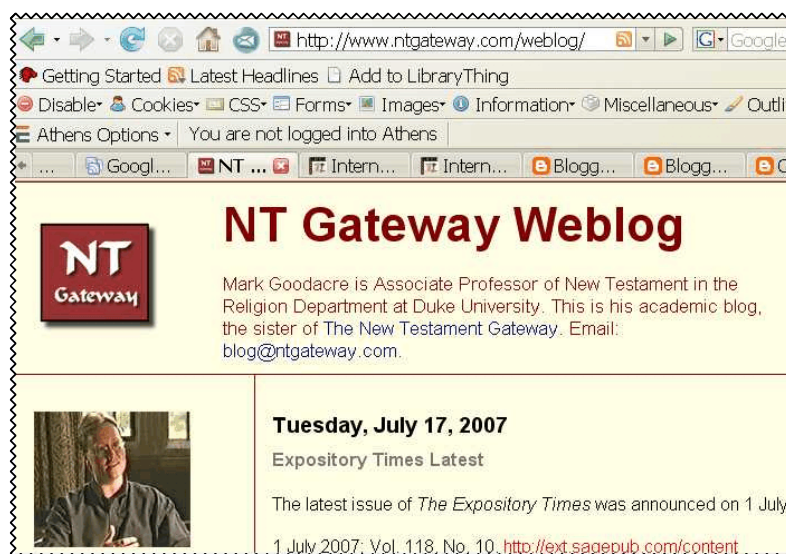 http://www.ntgateway.com/weblog/ G Google
Getting Started Latest Headlines Add to LibraryThing
Disable Cookies CSS Forms Images Information Miscellaneous Outli
Athens Options You are not logged into Athens
... Googl... NT ... Intern... Intern... Blogg... Blogg...
NT Gateway Weblog
NT
Gateway
Mark Goodacre is Associate Professor of New Testament in the
Religion Department at Duke University. This is his academic blog,
the sister of The New Testament Gateway. Email:
blog@ntgateway.com.
Tuesday, July 17, 2007
Expository Times Latest
The latest issue of The Expository Times was announced on 1 July
1 July 2007; Vol. 118, No. 10 http://ext.sagepub.com/content